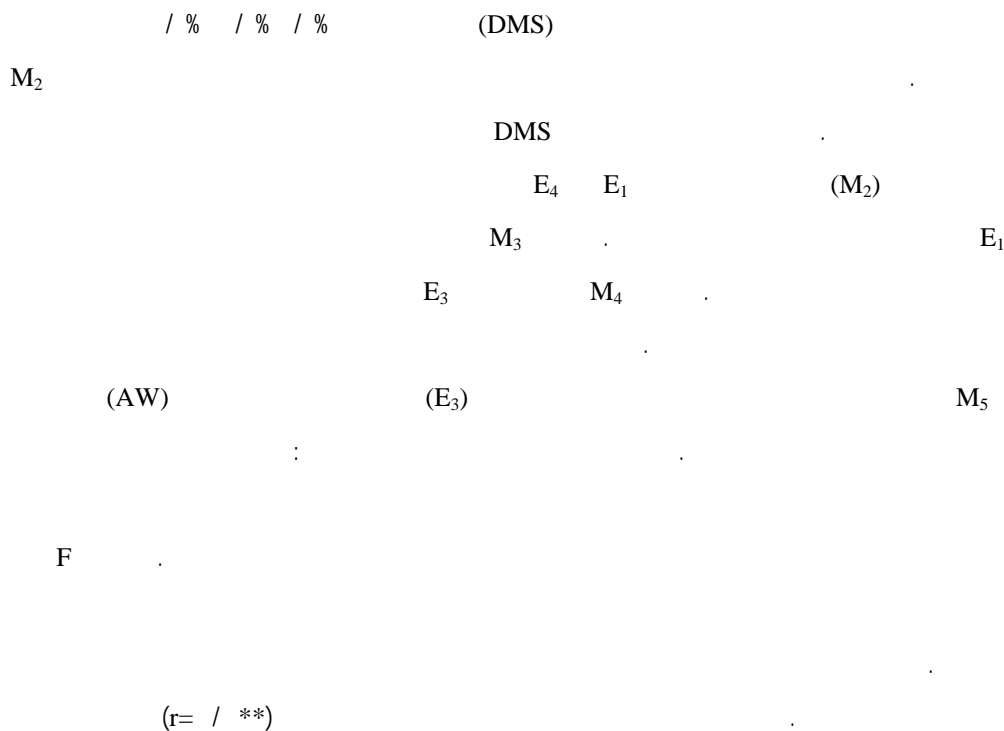 / % / % / % (DMS)
M₂ .
DMS .
E₄ E₁ (M₂)
M₃ . E₁
E₃ M₄ .
.
(AW) (E₃) M₅
: .
F .
.
(r= / **) .